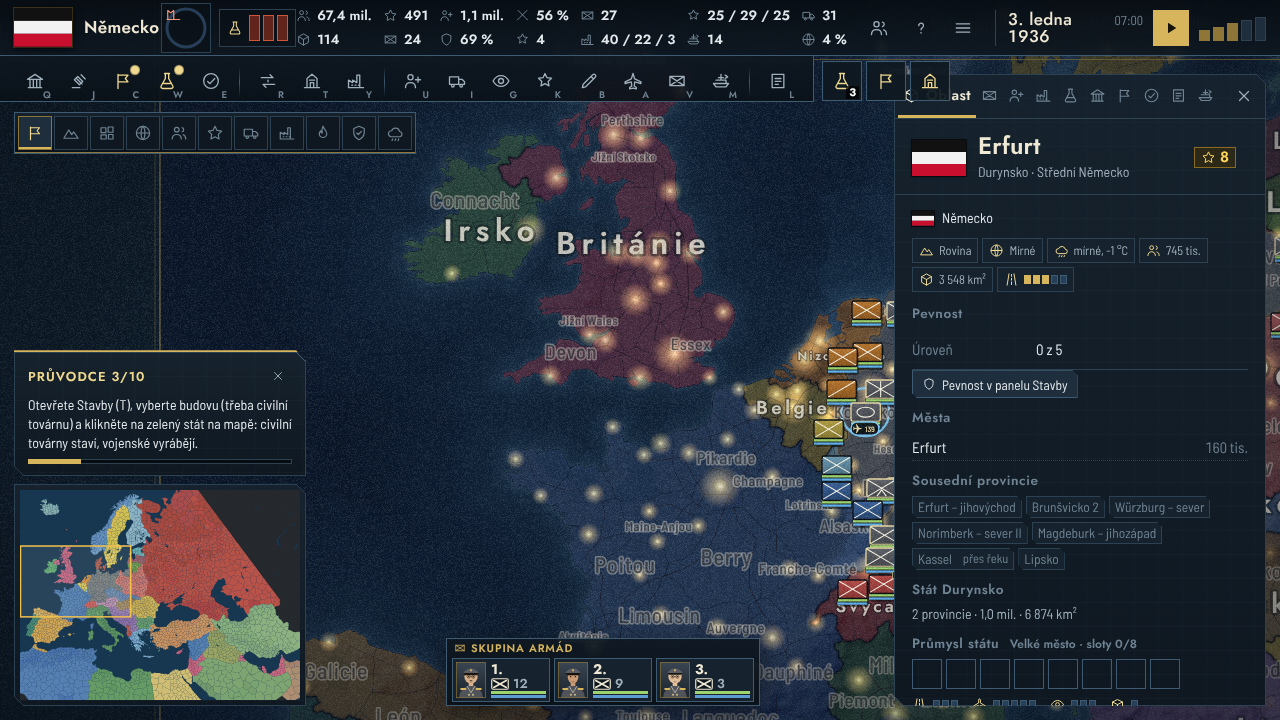 Německo
67,4 mil.
491
1,1 mil.
56 %
27
25 / 29 / 25
31
114
24
69 %
4
40 / 22 / 3
14
4 %
?
3. ledna
1936
07:00
Q
J
C
W
E
R
T
Y
U
I
G
K
B
A
V
M
L
3
Perthshire
Jižní Skotsko
Connacht
Irsko
Británie
Jižní Wales
Devon
Essex
Belgie
139
Pikardie
Champagne
Maine-Anjou
Poitou
Berry
Franche-Comté
Limousin
Auvergne
Galicie
León
Dauphiné
Piemont
Toulouse
Languedoc
PRŮVODCE 3/10
Otevřete Stavby (T), vyberte budovu (třeba civilní
továrnu) a klikněte na zelený stát na mapě: civilní
továrny staví, vojenské vyrábějí.
SKUPINA ARMÁD
1.
12
2.
9
3.
3
Erfurt
Durynsko · Střední Německo
8
Německo
Rovina
Mírné
mírné, -1 °C
745 tis.
3 548 km²
Pevnost
Úroveň
0 z 5
Pevnost v panelu Stavby
Města
Erfurt
160 tis.
Sousední provincie
Erfurt – jihovýchod
Brunšvicko 2
Würzburg – sever
Norimberk – sever II
Magdeburk – jihozápad
Kassel přes řeku
Lipsko
Stát Durynsko
2 provincie · 1,0 mil. · 6 874 km²
Průmysl státu
Velké město · sloty 0/8